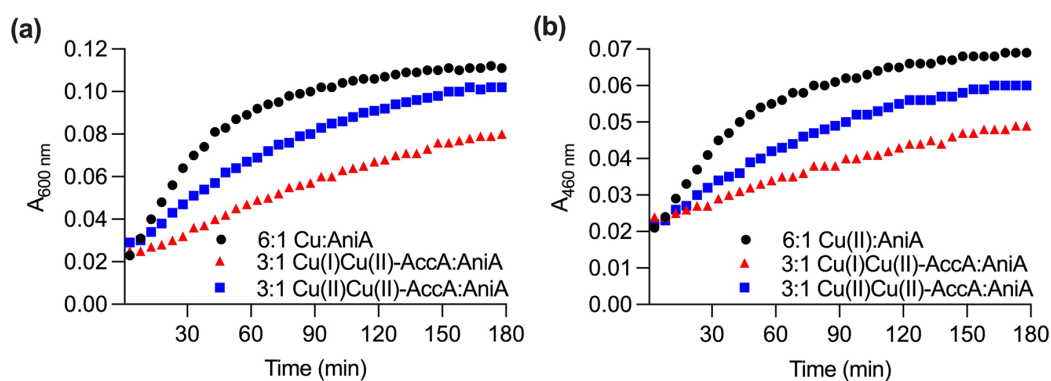 (a)
0.12
0.10
0.08
0.06
0.04
0.02
0.00
A600 nm
6:1 Cu:AniA
3:1 Cu(I)Cu(II)-AccA:AniA
3:1 Cu(II)Cu(II)-AccA:AniA
30 60 90 120 150 180
Time (min)
(b)
0.07
0.06
0.05
0.04
0.03
0.02
0.01
0.00
A460 nm
6:1 Cu(II):AniA
3:1 Cu(I)Cu(II)-AccA:AniA
3:1 Cu(II)Cu(II)-AccA:AniA
30 60 90 120 150 180
Time (min)